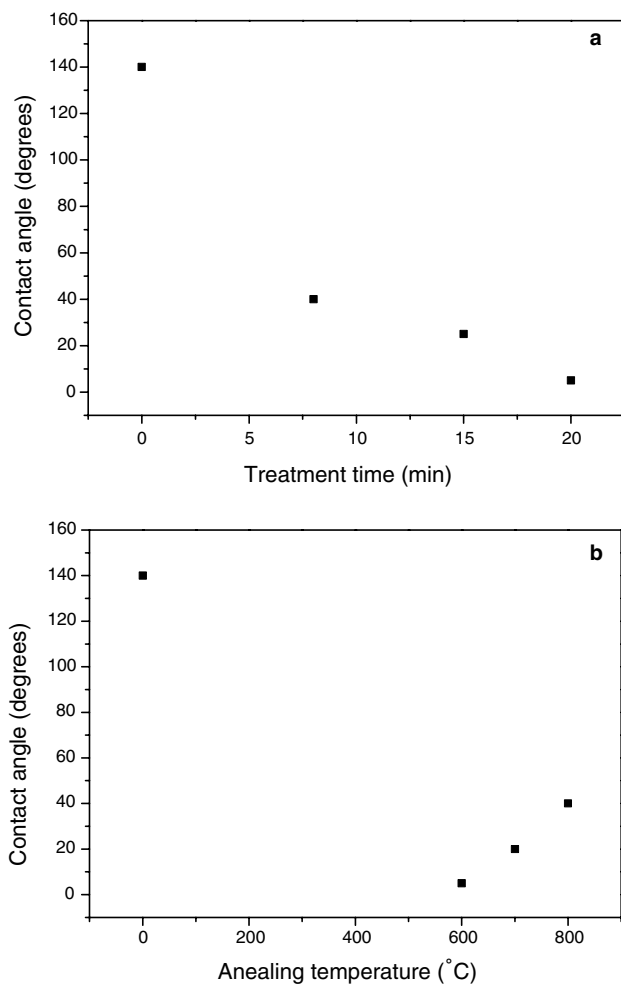 a
160
140
120
100
80
60
40
20
0
Contact angle (degrees)
0 5 10 15 20
Treatment time (min)
b
160
140
120
100
80
60
40
20
0
Contact angle (degrees)
0 200 400 600 800
Anealing temperature (°C)